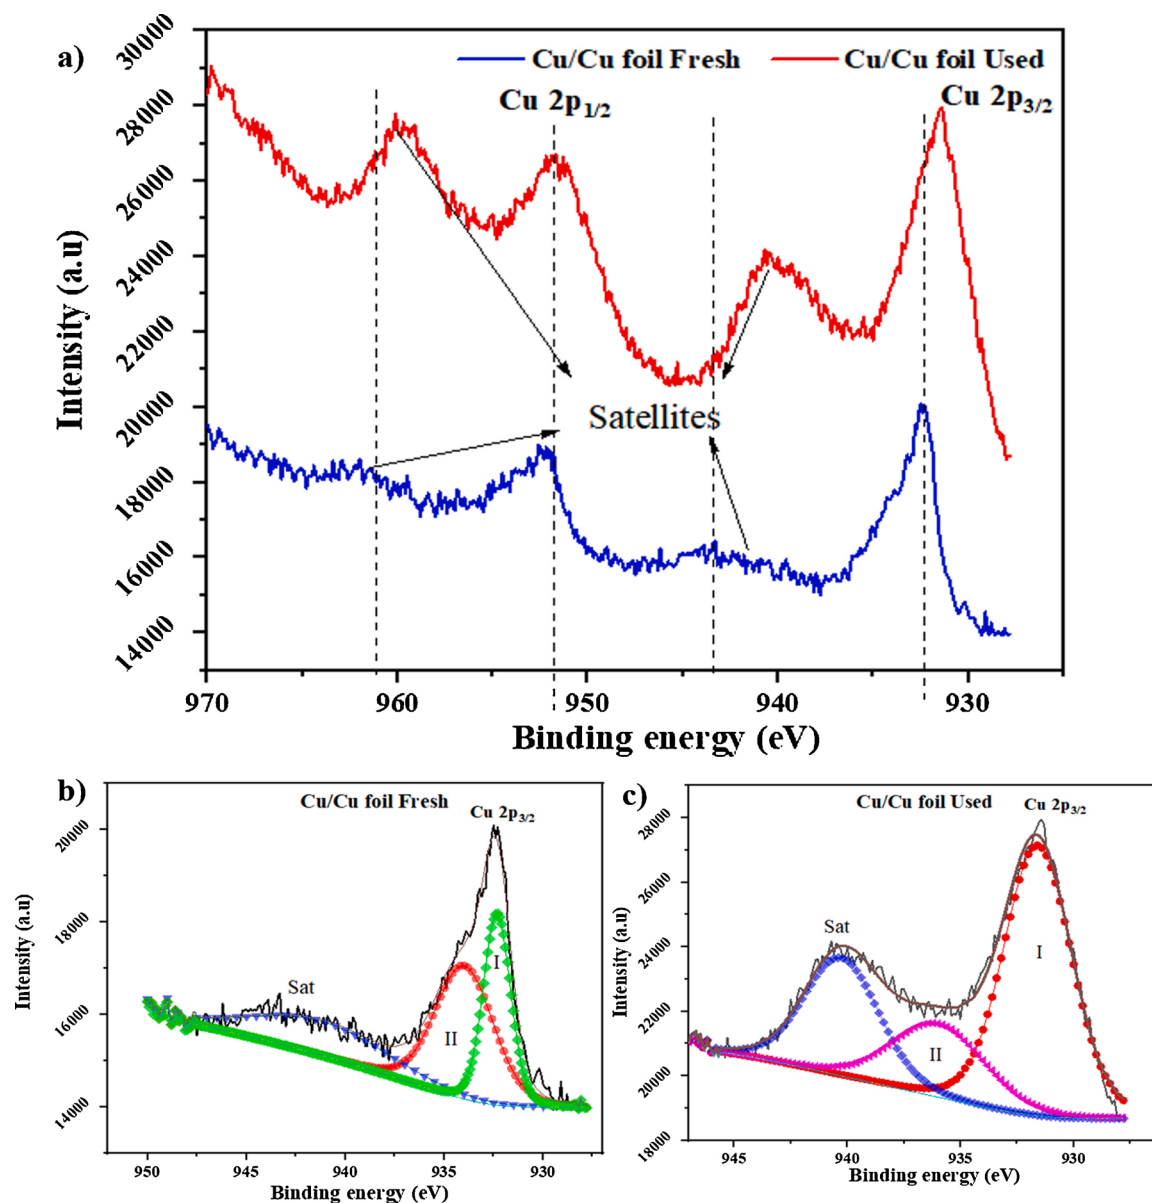 a)
Cu/Cu foil Fresh
Cu/Cu foil Used
Cu 2p1/2
Cu 2p3/2
Satellites
Intensity (a.u)
30000
28000
26000
24000
22000
20000
18000
16000
14000
970 960 950 940 930
Binding energy (eV)
b)
Cu/Cu foil Fresh
Cu 2p3/2
Sat
I
II
Intensity (a.u)
20000
18000
16000
14000
950 945 940 935 930
Binding energy (eV)
c)
Cu/Cu foil Used
Cu 2p3/2
Sat
I
II
Intensity (a.u)
28000
26000
24000
22000
20000
18000
945 940 935 930
Binding energy (eV)